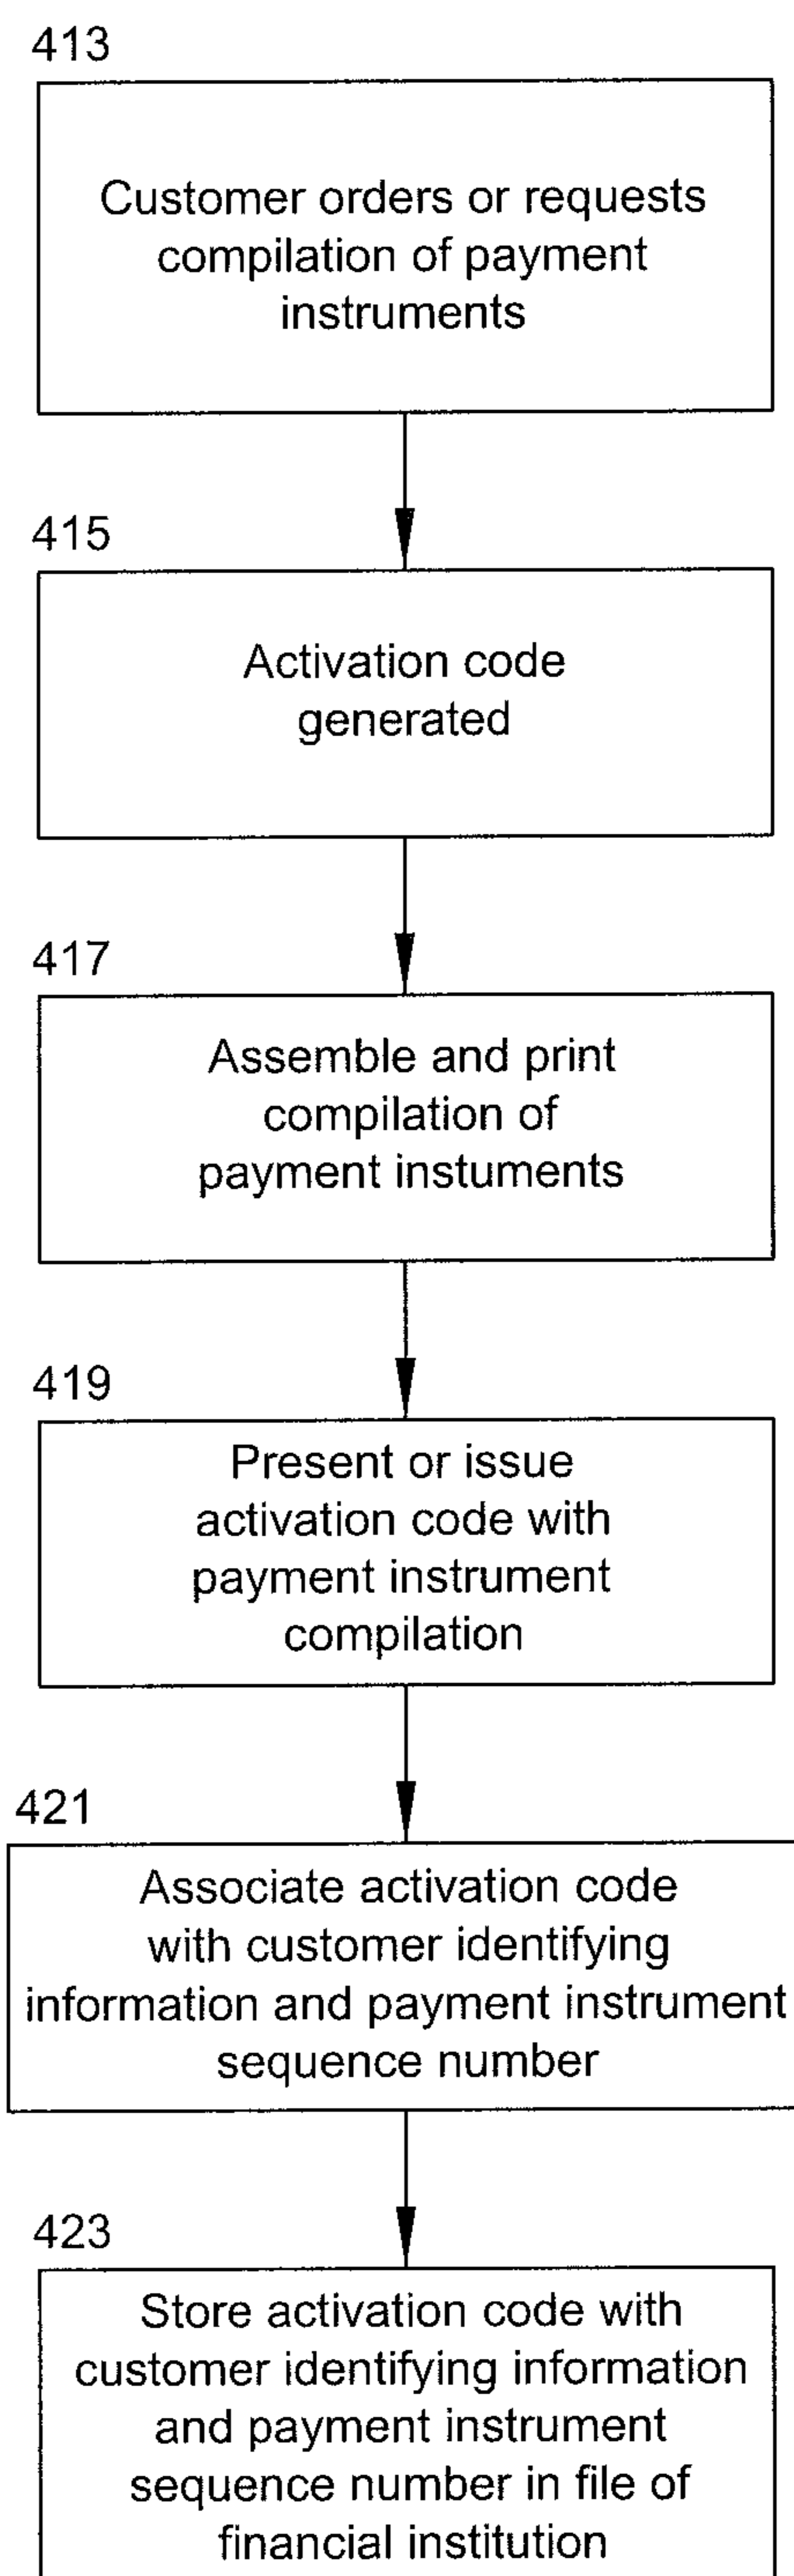 413
Customer orders or requests
compilation of payment
instruments
415
Activation code
generated
417
Assemble and print
compilation of
payment instuments
419
Present or issue
activation code with
payment instrument
compilation
421
Associate activation code
with customer identifying
information and payment instrument
sequence number
423
Store activation code with
customer identifying information
and payment instrument
sequence number in file of
financial institution